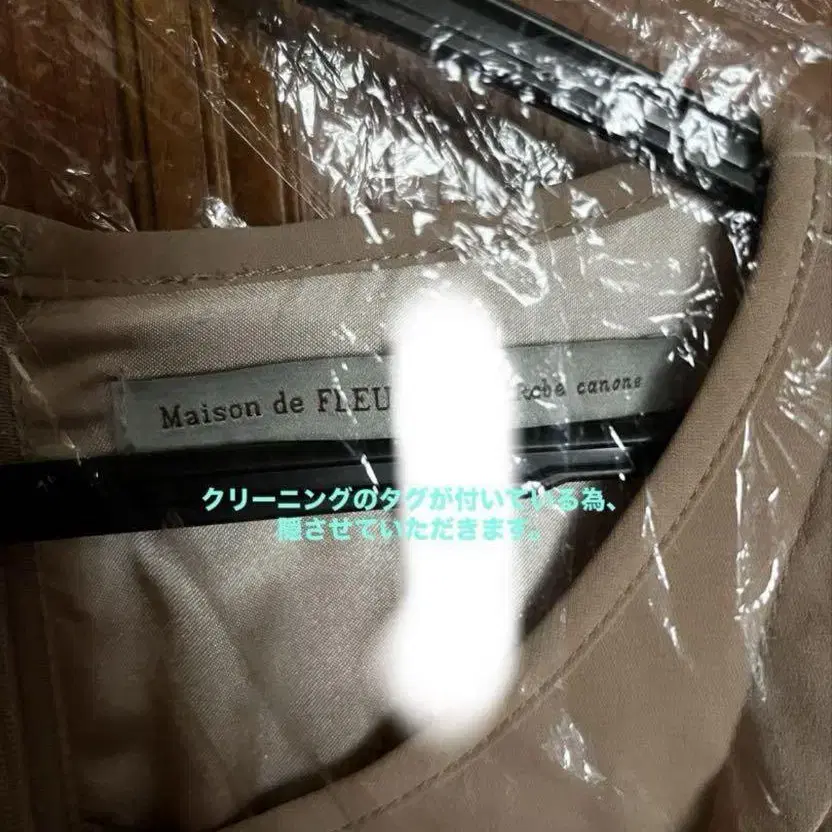 Maison de FLEU Robe canone
クリーニングのタグが付いている為、
隠させていただきます。